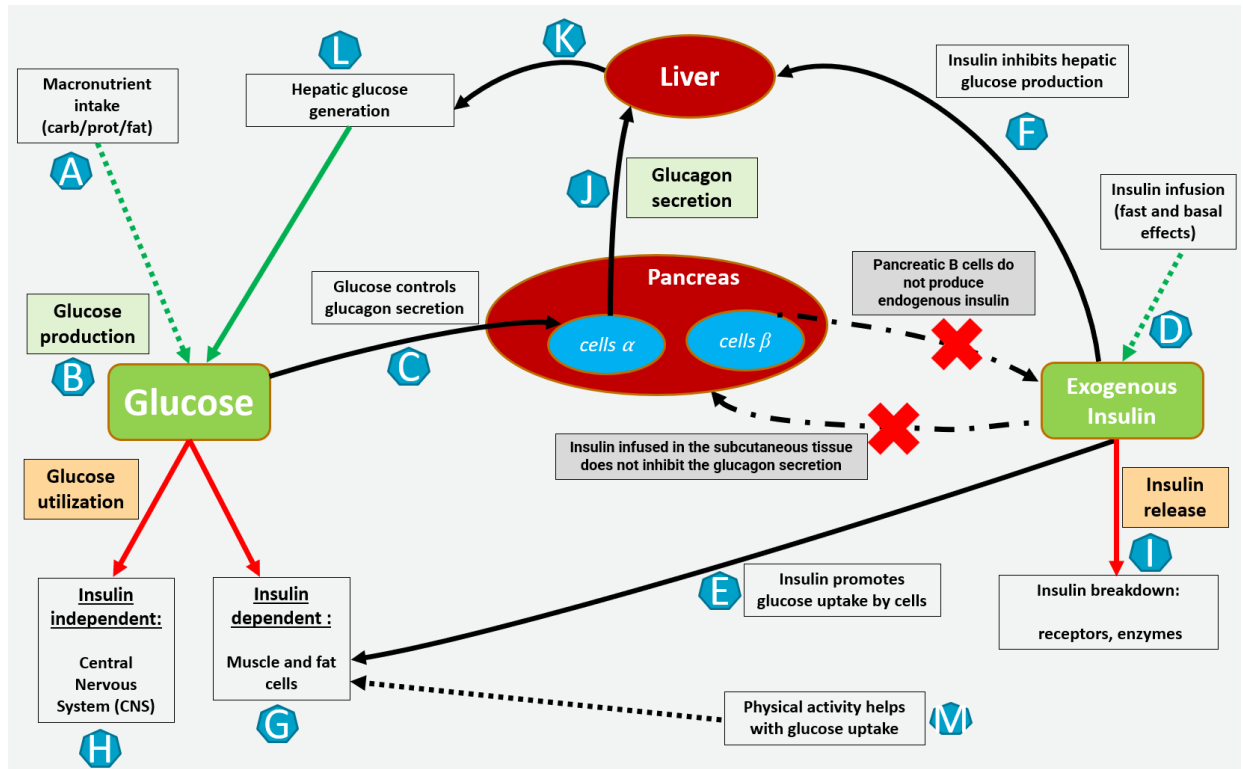 K
L
Liver
Macronutrient
intake
(carb/prot/fat)
A
Hepatic glucose
generation
Insulin inhibits hepatic
glucose production
F
J
Glucagon
secretion
Insulin infusion
(fast and basal
effects)
D
Glucose
production
B
Glucose controls
glucagon secretion
C
Pancreas
cells α
cells β
Pancreatic B cells do
not produce
endogenous insulin
Glucose
Exogenous
Insulin
Insulin infused in the subcutaneous tissue
does not inhibit the glucagon secretion
Glucose
utilization
Insulin
release
I
Insulin
independent:
Central
Nervous
System (CNS)
H
Insulin
dependent :
Muscle and fat
cells
G
E
Insulin promotes
glucose uptake by cells
Insulin breakdown:
receptors, enzymes
Physical activity helps
with glucose uptake
M